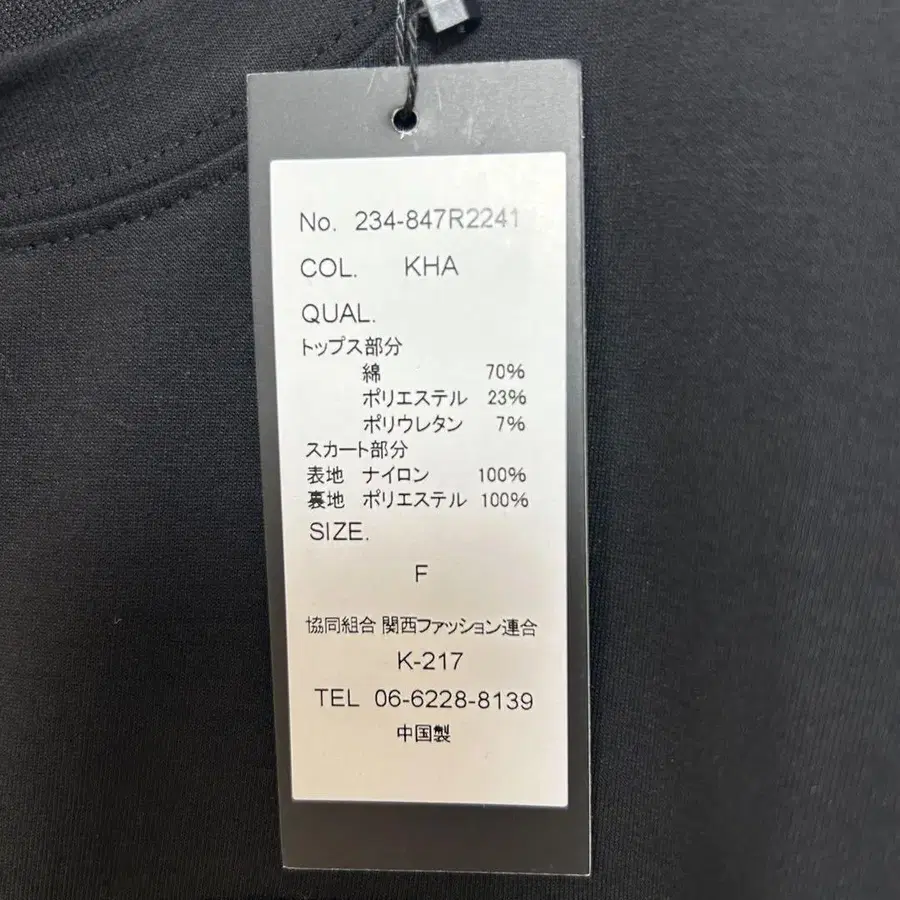 No. 234-847R2241
COL. KHA
QUAL.
トップス部分
綿 70%
ポリエステル 23%
ポリウレタン 7%
スカート部分
表地 ナイロン 100%
裏地 ポリエステル 100%
SIZE.
F
協同組合 関西ファッション連合
K-217
TEL 06-6228-8139
中国製